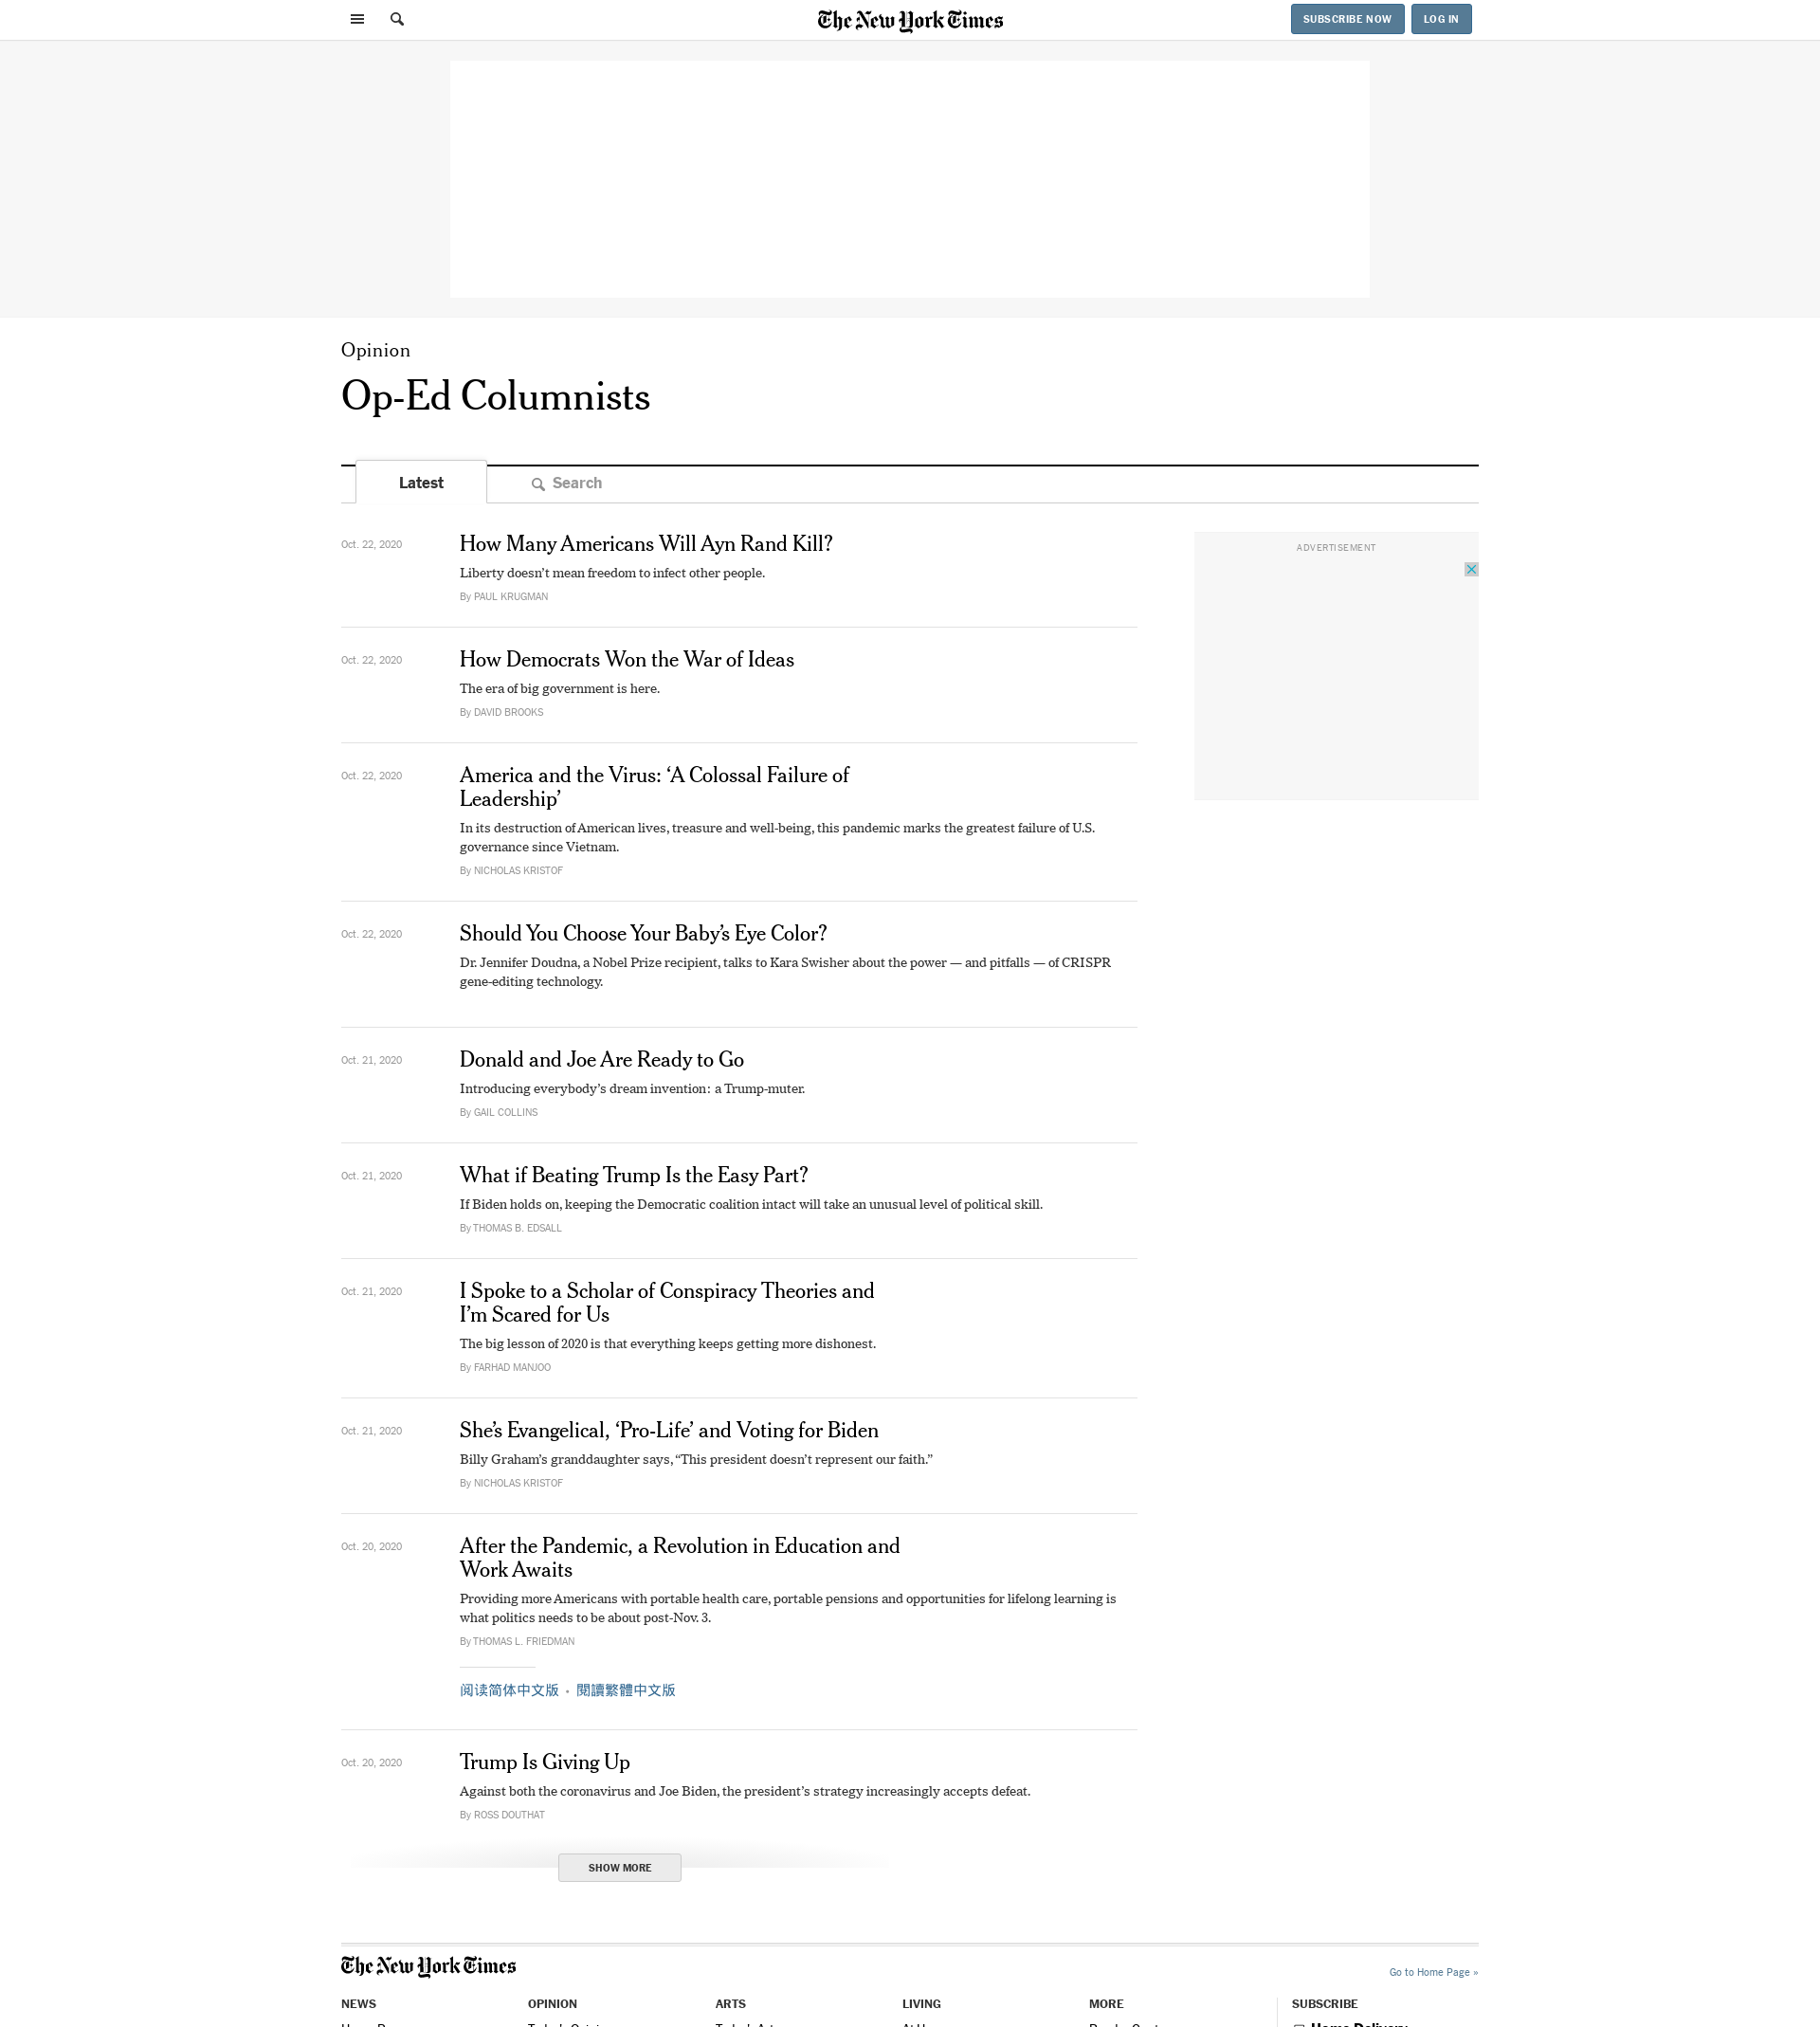 The New York Times
SUBSCRIBE NOW
LOG IN
Opinion
Op-Ed Columnists
Latest
Search
Oct. 22, 2020
How Many Americans Will Ayn Rand Kill?
Liberty doesn’t mean freedom to infect other people.
By PAUL KRUGMAN
ADVERTISEMENT
Oct. 22, 2020
How Democrats Won the War of Ideas
The era of big government is here.
By DAVID BROOKS
Oct. 22, 2020
America and the Virus: ‘A Colossal Failure of
Leadership’
In its destruction of American lives, treasure and well-being, this pandemic marks the greatest failure of U.S.
governance since Vietnam.
By NICHOLAS KRISTOF
Oct. 22, 2020
Should You Choose Your Baby’s Eye Color?
Dr. Jennifer Doudna, a Nobel Prize recipient, talks to Kara Swisher about the power — and pitfalls — of CRISPR
gene-editing technology.
Oct. 21, 2020
Donald and Joe Are Ready to Go
Introducing everybody’s dream invention: a Trump-muter.
By GAIL COLLINS
Oct. 21, 2020
What if Beating Trump Is the Easy Part?
If Biden holds on, keeping the Democratic coalition intact will take an unusual level of political skill.
By THOMAS B. EDSALL
Oct. 21, 2020
I Spoke to a Scholar of Conspiracy Theories and
I’m Scared for Us
The big lesson of 2020 is that everything keeps getting more dishonest.
By FARHAD MANJOO
Oct. 21, 2020
She’s Evangelical, ‘Pro-Life’ and Voting for Biden
Billy Graham’s granddaughter says, “This president doesn’t represent our faith.”
By NICHOLAS KRISTOF
Oct. 20, 2020
After the Pandemic, a Revolution in Education and
Work Awaits
Providing more Americans with portable health care, portable pensions and opportunities for lifelong learning is
what politics needs to be about post-Nov. 3.
By THOMAS L. FRIEDMAN
阅读简体中文版 • 閱讀繁體中文版
Oct. 20, 2020
Trump Is Giving Up
Against both the coronavirus and Joe Biden, the president’s strategy increasingly accepts defeat.
By ROSS DOUTHAT
SHOW MORE
The New York Times
Go to Home Page »
NEWS
OPINION
ARTS
LIVING
MORE
SUBSCRIBE
Home Delivery